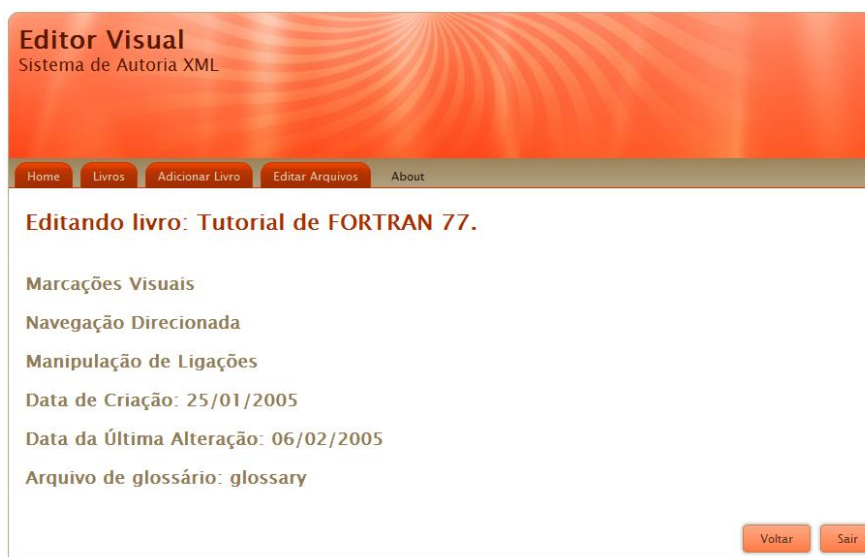 Editor Visual
Sistema de Autoria XML
Home Livros Adicionar Livro Editar Arquivos About
Editando livro: Tutorial de FORTRAN 77.
Marcações Visuais
Navegação Direcionada
Manipulação de Ligações
Data de Criação: 25/01/2005
Data da Última Alteração: 06/02/2005
Arquivo de glossário: glossary
Voltar Sair